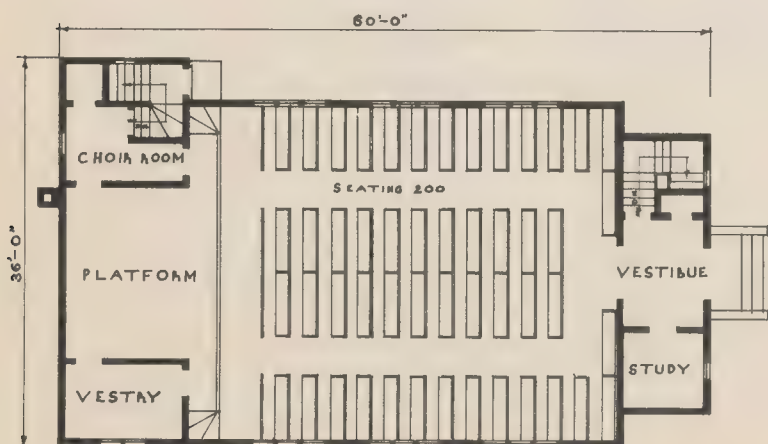 60'-0"
36'-0"
CHOIR ROOM
SEATING 200
PLATFORM
VESTIBUE
VESTRY
STUDY